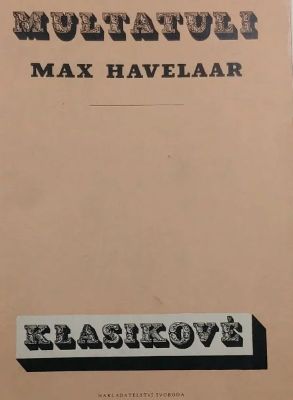 MULTATULI
MAX HAVELAAR
KLASIKOVÉ
NAKLADATELSTVÍ SVOBODA